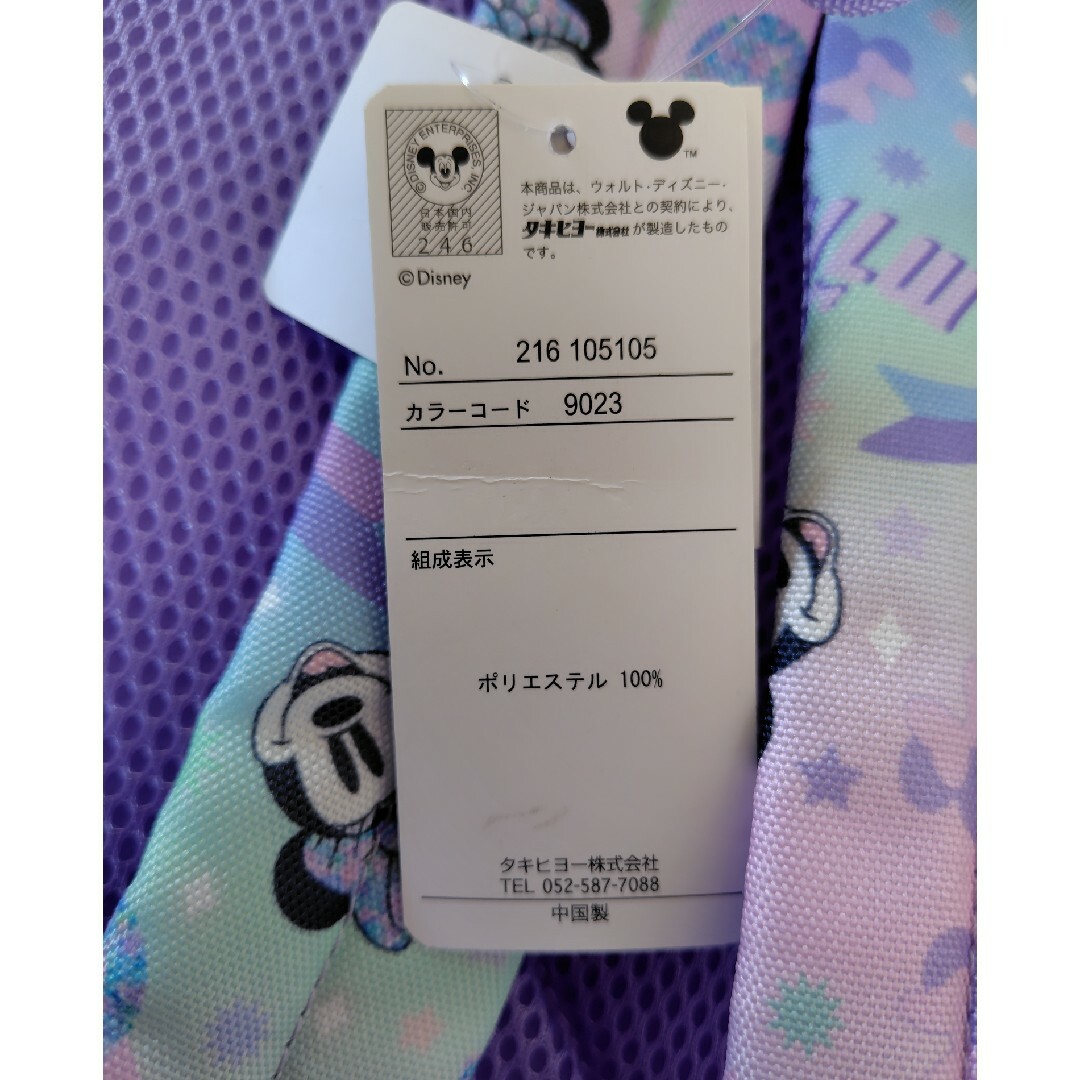 ©DISNEY ENTERPRISES, INC
日本国内
販売許可
246
©Disney
TM
本商品は、ウォルト・ディズニー・
ジャパン株式会社との契約により、
タキヒヨー株式会社が製造したもの
です。
No. 216 105105
カラーコード 9023
組成表示
ポリエステル 100%
タキヒヨー株式会社
TEL 052-587-7088
中国製